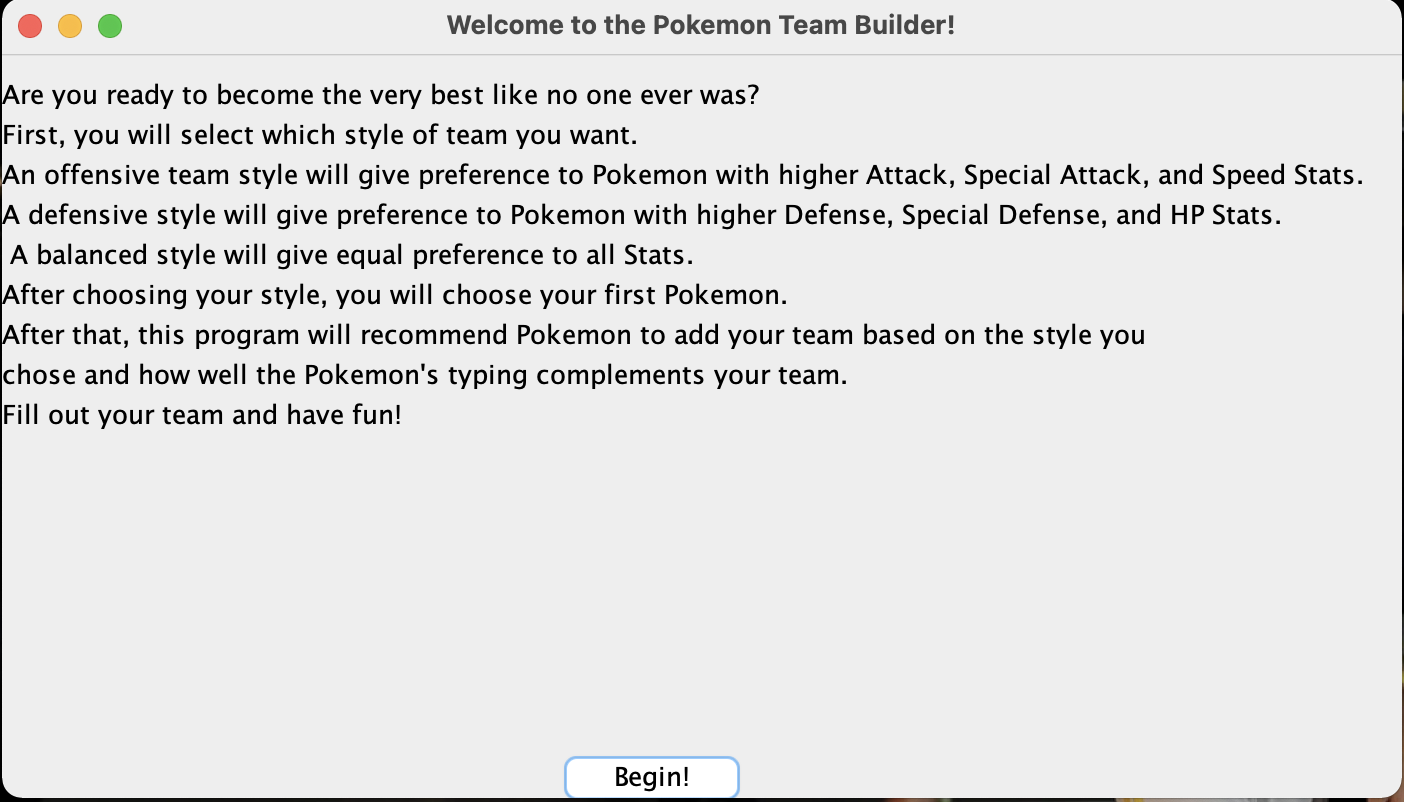 Welcome to the Pokemon Team Builder!
Are you ready to become the very best like no one ever was?
First, you will select which style of team you want.
An offensive team style will give preference to Pokemon with higher Attack, Special Attack, and Speed Stats.
A defensive style will give preference to Pokemon with higher Defense, Special Defense, and HP Stats.
A balanced style will give equal preference to all Stats.
After choosing your style, you will choose your first Pokemon.
After that, this program will recommend Pokemon to add your team based on the style you
chose and how well the Pokemon's typing complements your team.
Fill out your team and have fun!
Begin!